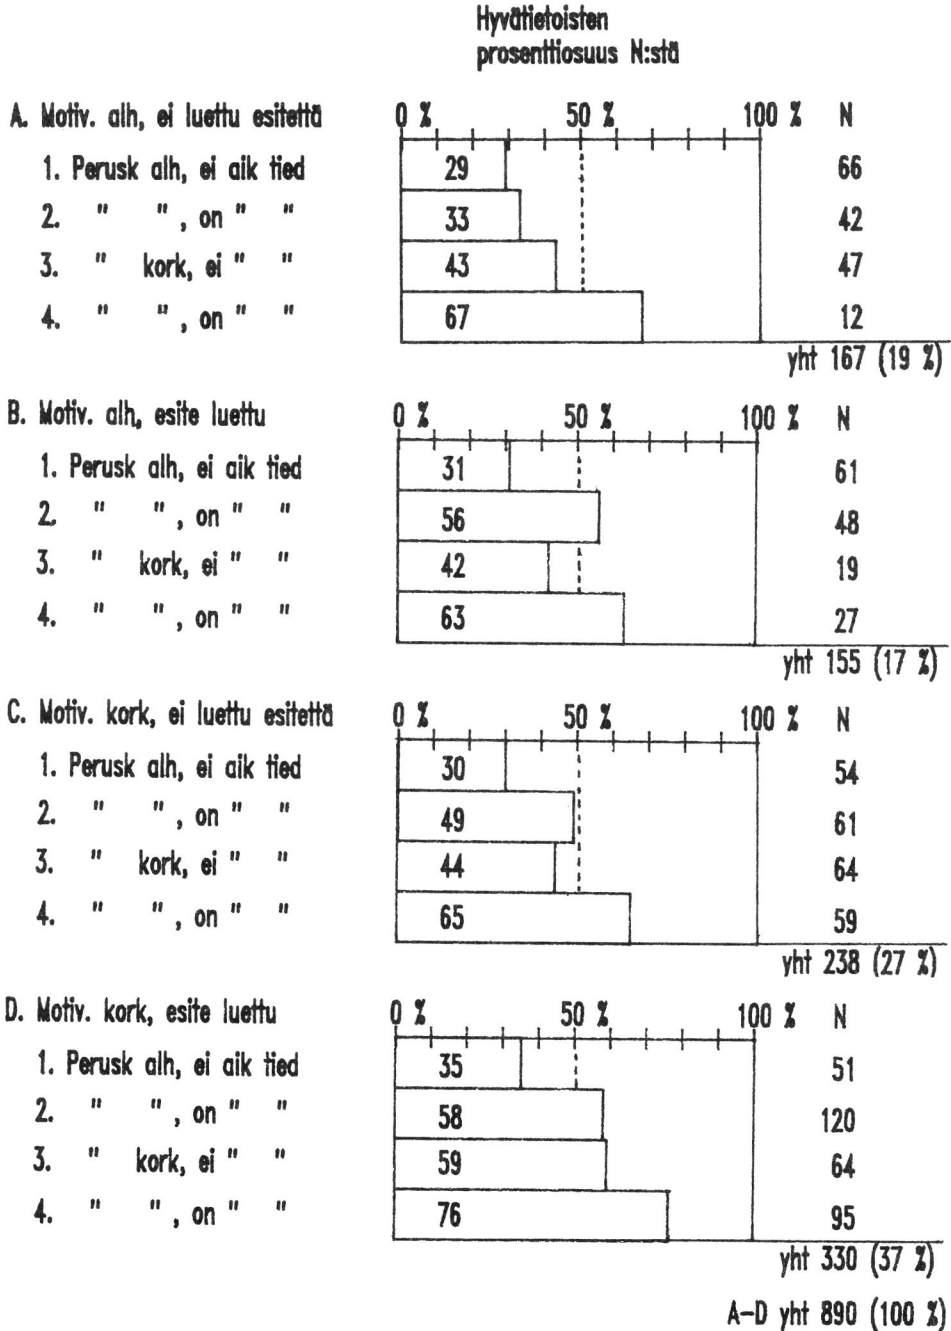 Hyvätietoisten
prosenttiosuus N:stä
A. Motiv. alh, ei luettu esitettä 0 % 50 % 100 % N
1. Perusk alh, ei aik tied 29 66
2. " " , on " " 33 42
3. " kork, ei " " 43 47
4. " " , on " " 67 12
yht 167 (19 %)
B. Motiv. alh, esite luettu 0 % 50 % 100 % N
1. Perusk alh, ei aik tied 31 61
2. " " , on " " 56 48
3. " kork, ei " " 42 19
4. " " , on " " 63 27
yht 155 (17 %)
C. Motiv. kork, ei luettu esitettä 0 % 50 % 100 % N
1. Perusk alh, ei aik tied 30 54
2. " " , on " " 49 61
3. " kork, ei " " 44 64
4. " " , on " " 65 59
yht 238 (27 %)
D. Motiv. kork, esite luettu 0 % 50 % 100 % N
1. Perusk alh, ei aik tied 35 51
2. " " , on " " 58 120
3. " kork, ei " " 59 64
4. " " , on " " 76 95
yht 330 (37 %)
A-D yht 890 (100 %)